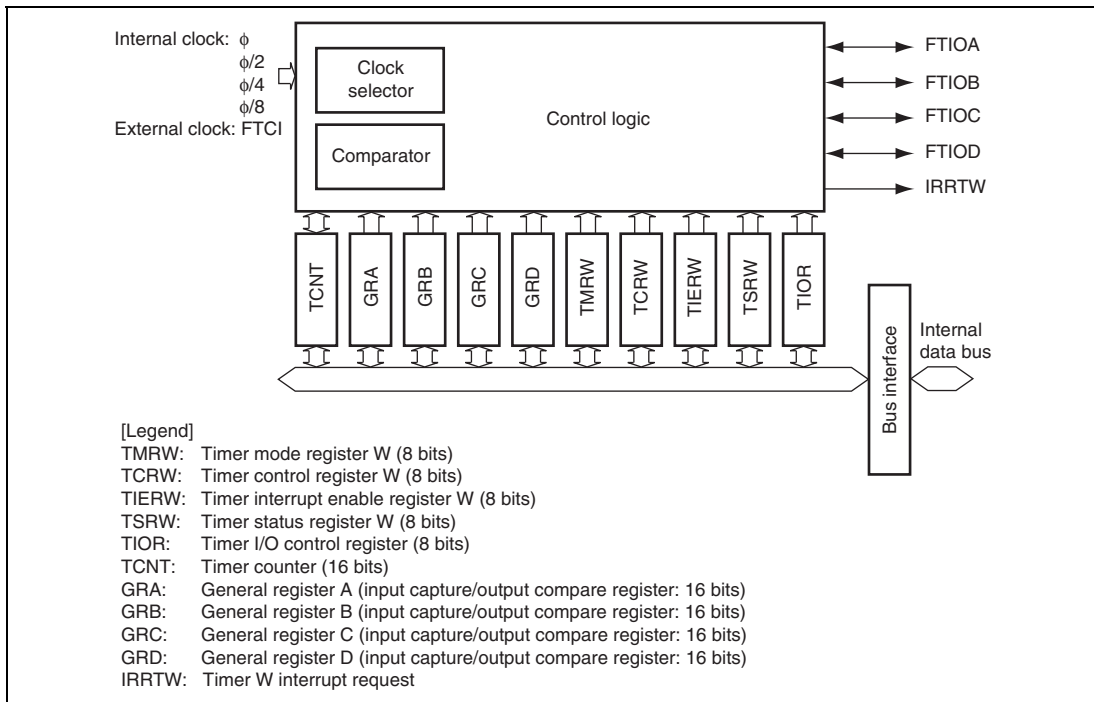 Internal clock: ϕ
ϕ/2
ϕ/4
ϕ/8
External clock: FTCI
Clock
selector
Comparator
Control logic
FTIOA
FTIOB
FTIOC
FTIOD
IRRTW
TCNT
GRA
GRB
GRC
GRD
TMRW
TCRW
TIERW
TSRW
TIOR
Bus interface
Internal
data bus
[Legend]
TMRW: Timer mode register W (8 bits)
TCRW: Timer control register W (8 bits)
TIERW: Timer interrupt enable register W (8 bits)
TSRW: Timer status register W (8 bits)
TIOR: Timer I/O control register (8 bits)
TCNT: Timer counter (16 bits)
GRA: General register A (input capture/output compare register: 16 bits)
GRB: General register B (input capture/output compare register: 16 bits)
GRC: General register C (input capture/output compare register: 16 bits)
GRD: General register D (input capture/output compare register: 16 bits)
IRRTW: Timer W interrupt request